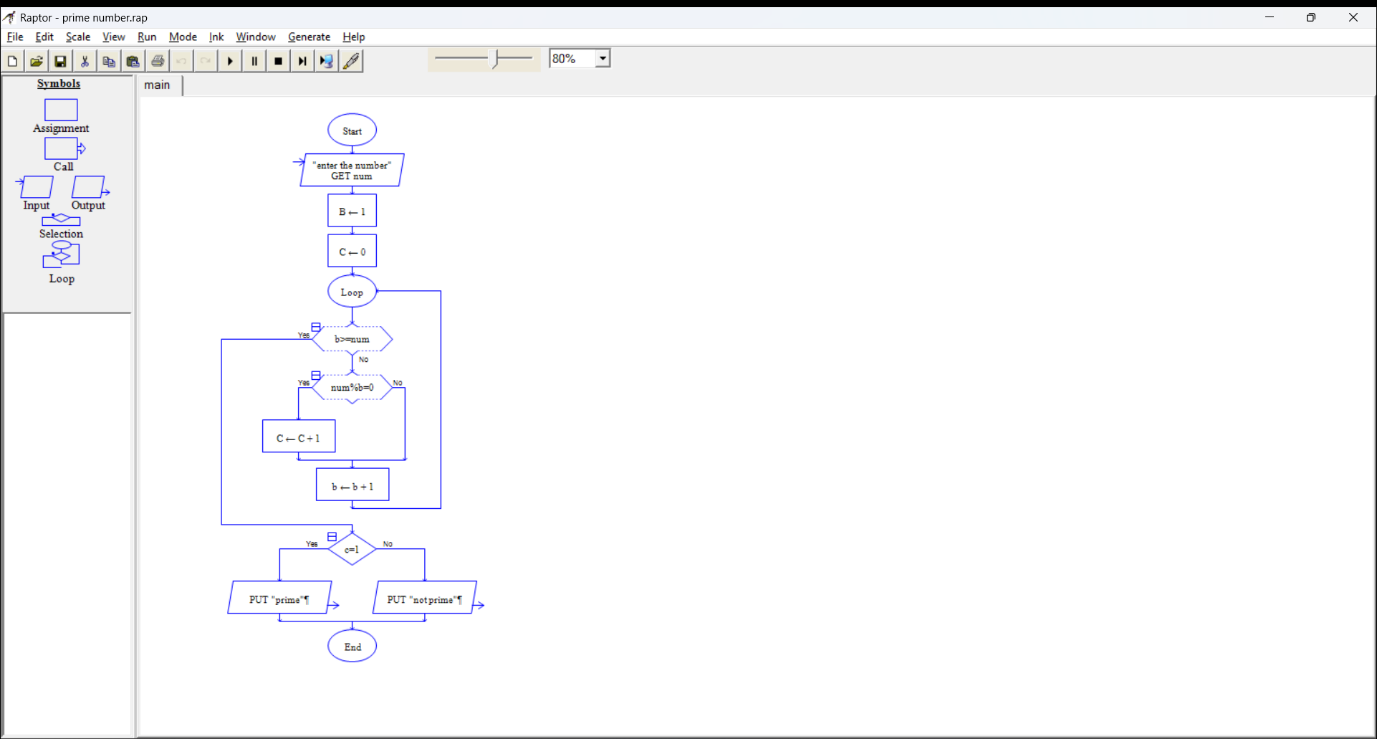 Raptor - prime number.rap
File Edit Scale View Run Mode Ink Window Generate Help
80%
Symbols
Assignment
Call
Input Output
Selection
Loop
main
Start
"enter the number"
GET num
B ← 1
C ← 0
Loop
Yes
b>=num
No
Yes
num%b=0
No
C ← C + 1
b ← b + 1
Yes
c=1
No
PUT "prime"¶
PUT "not prime"¶
End